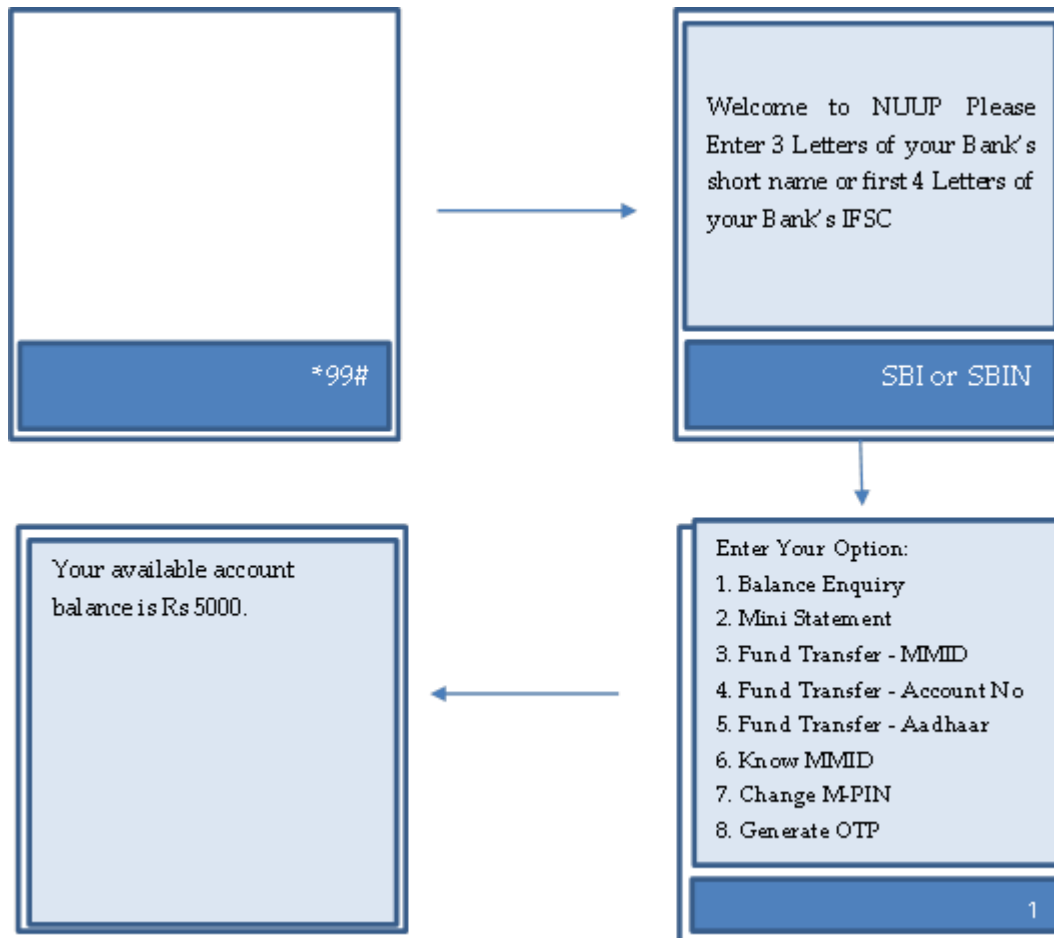 *99#
Welcome to NUUP Please
Enter 3 Letters of your Bank's
short name or first 4 Letters of
your Bank's IFSC
SBI or SBIN
Enter Your Option:
1. Balance Enquiry
2. Mini Statement
3. Fund Transfer - MMID
4. Fund Transfer - Account No
5. Fund Transfer - Aadhaar
6. Know MMID
7. Change M-PIN
8. Generate OTP
1
Your available account
balance is Rs 5000.